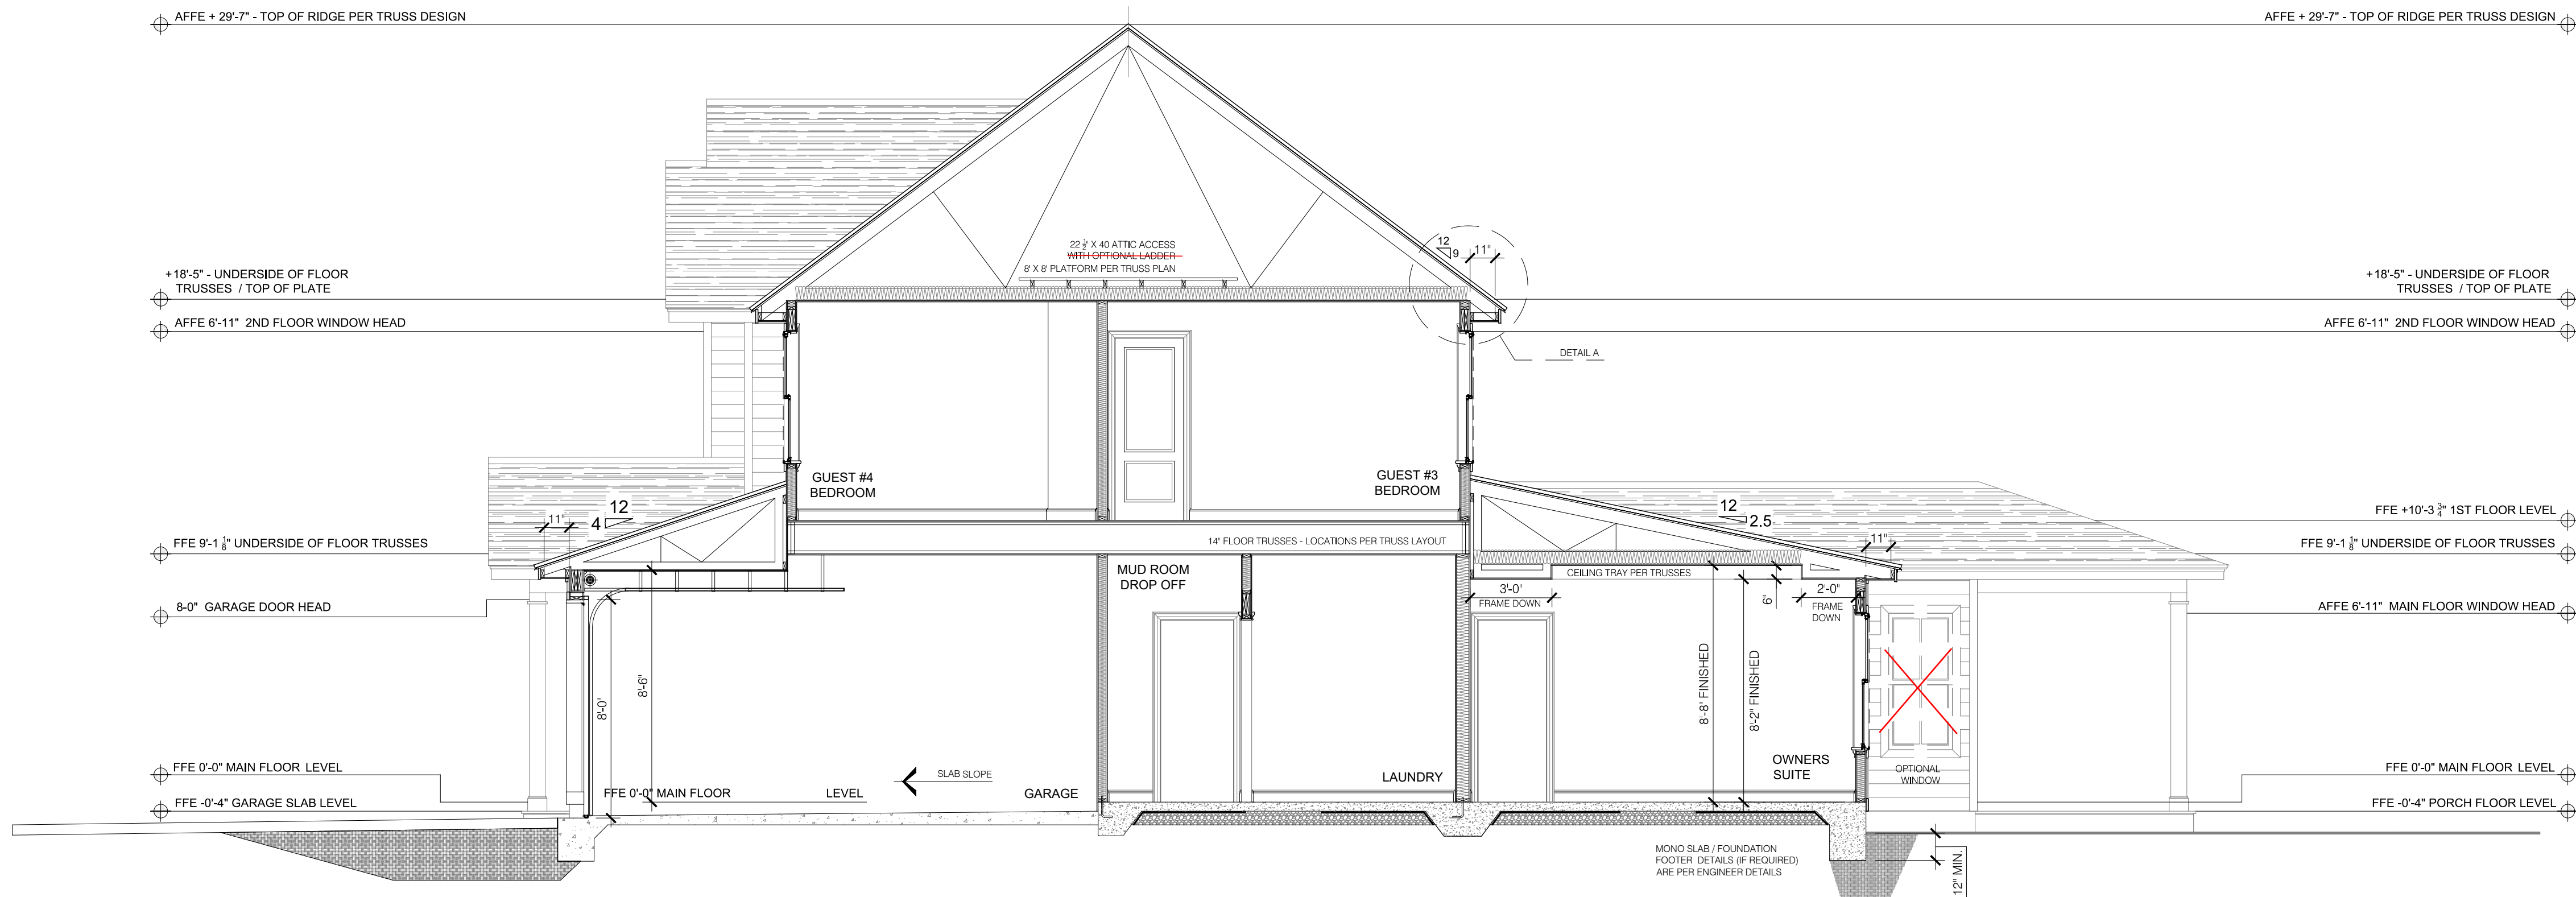 AFFE + 29'-7" - TOP OF RIDGE PER TRUSS DESIGN
AFFE + 29'-7" - TOP OF RIDGE PER TRUSS DESIGN
22 ½" X 40 ATTIC ACCESS
WITH OPTIONAL LADDER
8' X 8' PLATFORM PER TRUSS PLAN
12
9
11"
+18'-5" - UNDERSIDE OF FLOOR
TRUSSES / TOP OF PLATE
+18'-5" - UNDERSIDE OF FLOOR
TRUSSES / TOP OF PLATE
AFFE 6'-11" 2ND FLOOR WINDOW HEAD
AFFE 6'-11" 2ND FLOOR WINDOW HEAD
DETAIL A
GUEST #4
BEDROOM
GUEST #3
BEDROOM
11"
12
4
12
2.5
FFE +10'-3 ¾" 1ST FLOOR LEVEL
FFE 9'-1 ⅛" UNDERSIDE OF FLOOR TRUSSES
14" FLOOR TRUSSES - LOCATIONS PER TRUSS LAYOUT
11"
FFE 9'-1 ⅛" UNDERSIDE OF FLOOR TRUSSES
MUD ROOM
DROP OFF
CEILING TRAY PER TRUSSES
3'-0"
FRAME DOWN
6"
2'-0"
FRAME
DOWN
8-0" GARAGE DOOR HEAD
AFFE 6'-11" MAIN FLOOR WINDOW HEAD
8'-0"
8'-6"
8'-8" FINISHED
8'-2" FINISHED
FFE 0'-0" MAIN FLOOR LEVEL
SLAB SLOPE
LAUNDRY
OWNERS
SUITE
OPTIONAL
WINDOW
FFE 0'-0" MAIN FLOOR LEVEL
FFE 0'-0" MAIN FLOOR LEVEL
GARAGE
FFE -0'-4" GARAGE SLAB LEVEL
FFE -0'-4" PORCH FLOOR LEVEL
MONO SLAB / FOUNDATION
FOOTER DETAILS (IF REQUIRED)
ARE PER ENGINEER DETAILS
12" MIN.